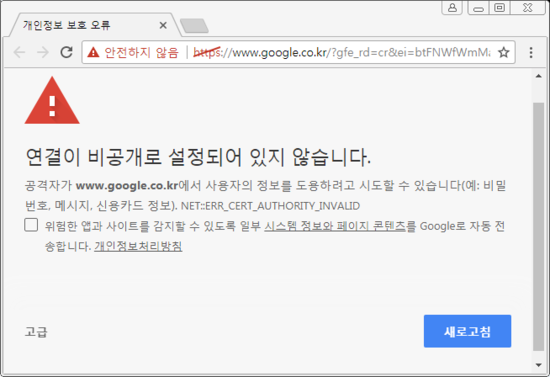 개인정보 보호 오류
안전하지 않음 https://www.google.co.kr/?gfe_rd=cr&ei=btFNWfWmMa
연결이 비공개로 설정되어 있지 않습니다.
공격자가 www.google.co.kr에서 사용자의 정보를 도용하려고 시도할 수 있습니다(예: 비밀
번호, 메시지, 신용카드 정보). NET::ERR_CERT_AUTHORITY_INVALID
위험한 앱과 사이트를 감지할 수 있도록 일부 시스템 정보와 페이지 콘텐츠를 Google로 자동 전
송합니다. 개인정보처리방침
고급
새로고침